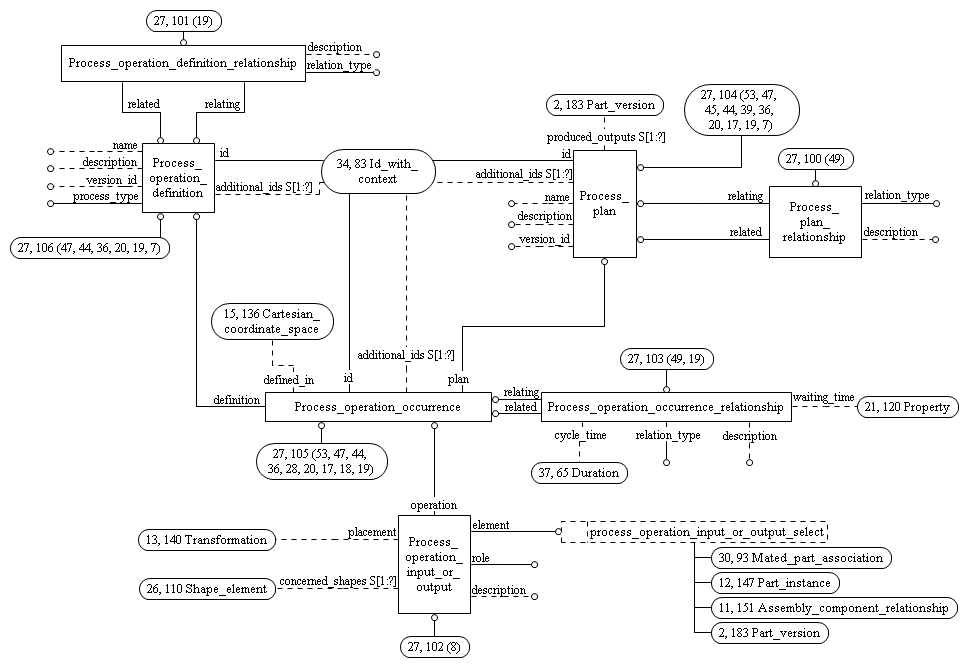 27, 101 (19)
description
Process_operation_definition_relationship
relation_type
related
relating
2, 183 Part_version
27, 104 (53, 47,
45, 44, 39, 36,
20, 17, 19, 7)
produced_outputs S[1:?]
name
description
version_id
process_type
Process_
operation_
definition
id
additional_ids S[1:?]
34, 83 Id_with_
context
id
additional_ids S[1:?]
name
description
version_id
Process_
plan
27, 100 (49)
relating
related
Process_
plan_
relationship
relation_type
description
27, 106 (47, 44, 36, 20, 19, 7)
15, 136 Cartesian_
coordinate_space
additional_ids S[1:?]
defined_in
id
plan
27, 103 (49, 19)
definition
Process_operation_occurrence
relating
related
Process_operation_occurrence_relationship
waiting_time
21, 120 Property
cycle_time
relation_type
description
37, 65 Duration
27, 105 (53, 47, 44,
36, 28, 20, 17, 18, 19)
operation
13, 140 Transformation
placement
26, 110 Shape_element
concerned_shapes S[1:?]
Process_
operation_
input_or_
output
element
role
description
process_operation_input_or_output_select
30, 93 Mated_part_association
12, 147 Part_instance
11, 151 Assembly_component_relationship
2, 183 Part_version
27, 102 (8)